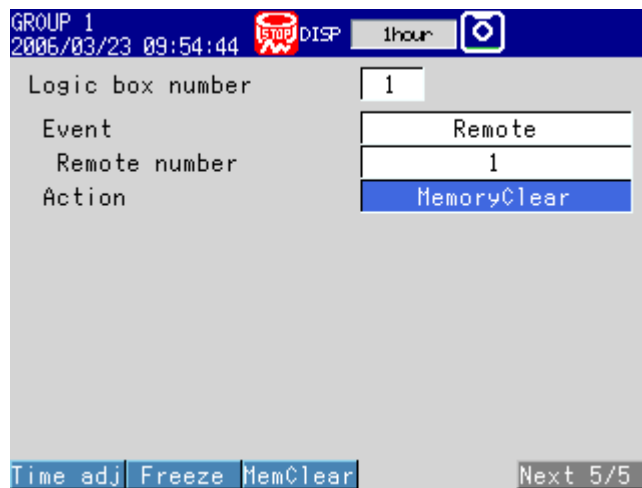 GROUP 1
2006/03/23 09:54:44 STOP DISP 1hour
Logic box number 1
Event Remote
Remote number 1
Action MemoryClear
Time adj Freeze MemClear Next 5/5